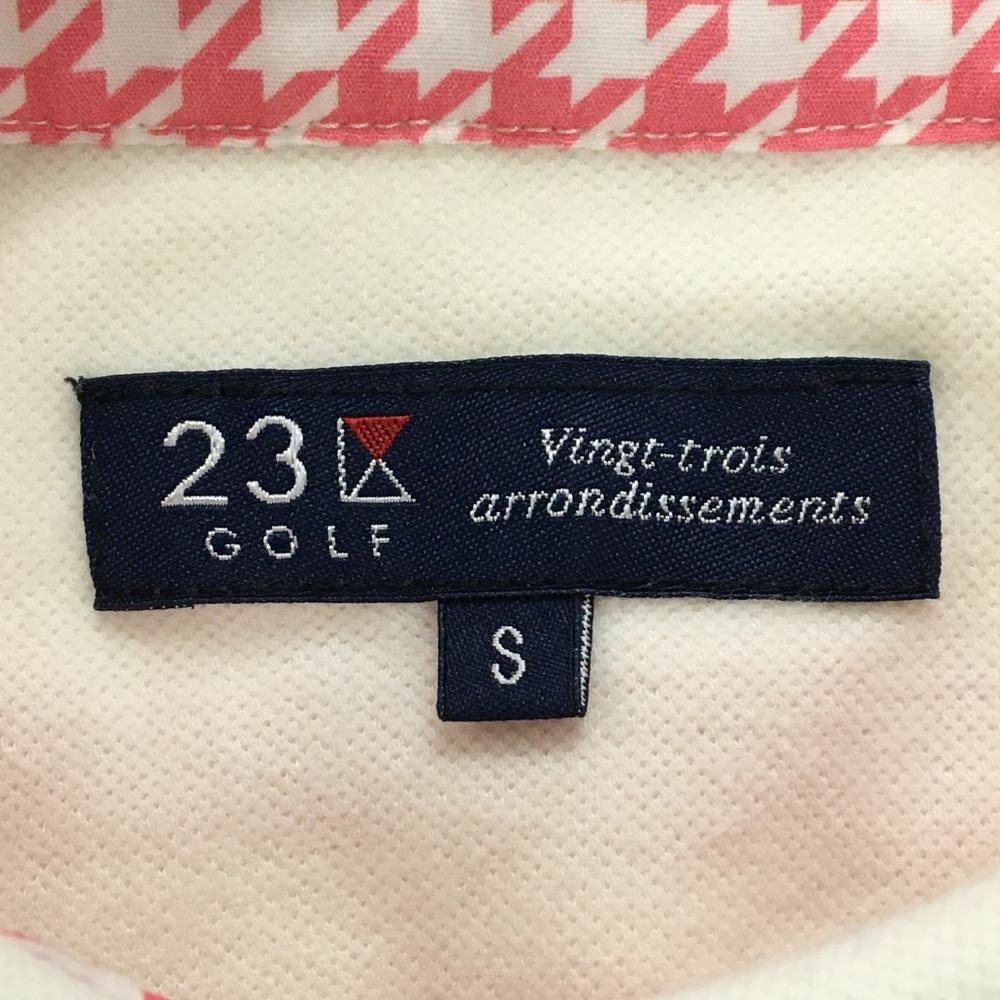 23
GOLF
Vingt-trois
arrondissements
S